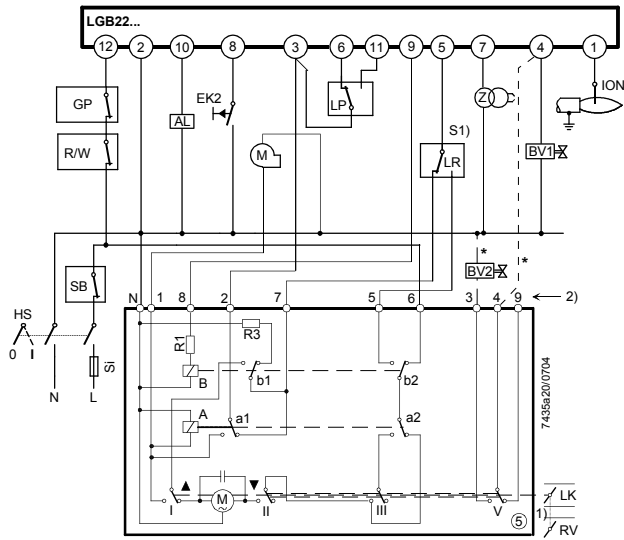 LGB22...
12 2 10 8 3 6 11 9 5 7 4 1
GP
R/W
AL
EK2
LP
M
S1)
LR
Z
BV1
ION
SB
*
BV2
*
HS
0 I
Si
N L
N 1 8 2 7 5 6 3 4 9 2)
R1
R3
B
b1
b2
A
a1
a2
M
I II III V
5
LK
1)
RV
7435a20/0704